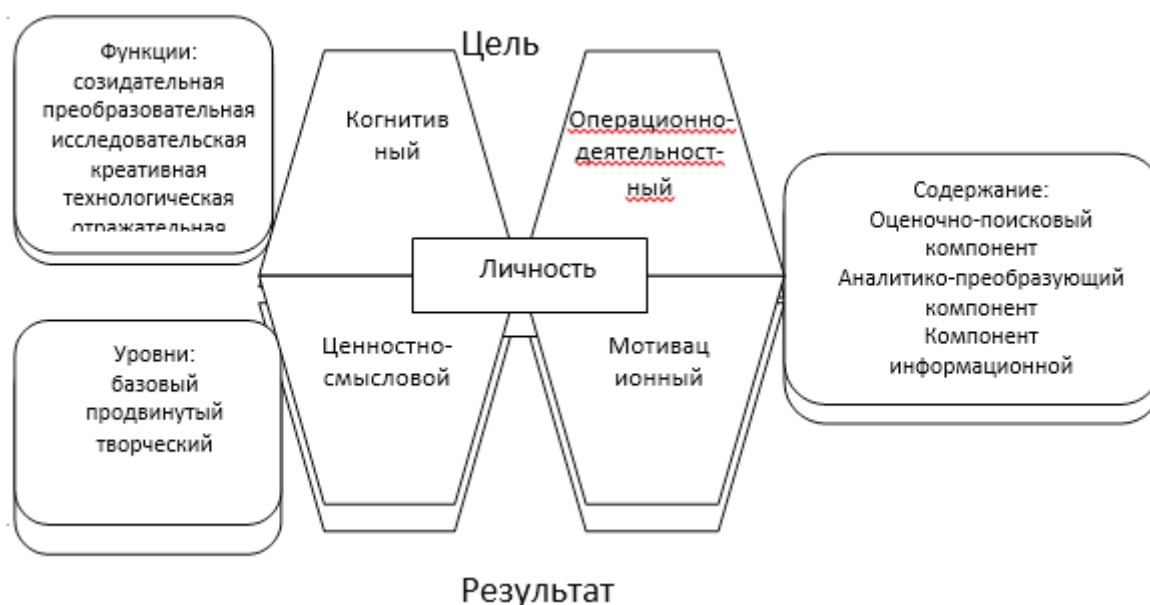 Цель
Функции:
созидательная
преобразовательная
исследовательская
креативная
технологическая
отражательная
Когнитив
ный
Операционно-
деятельност-
ный
Содержание:
Оценочно-поисковый
компонент
Аналитико-преобразующий
компонент
Компонент
информационной
Личность
Уровни:
базовый
продвинутый
творческий
Ценностно-
смысловой
Мотивац
ионный
Результат